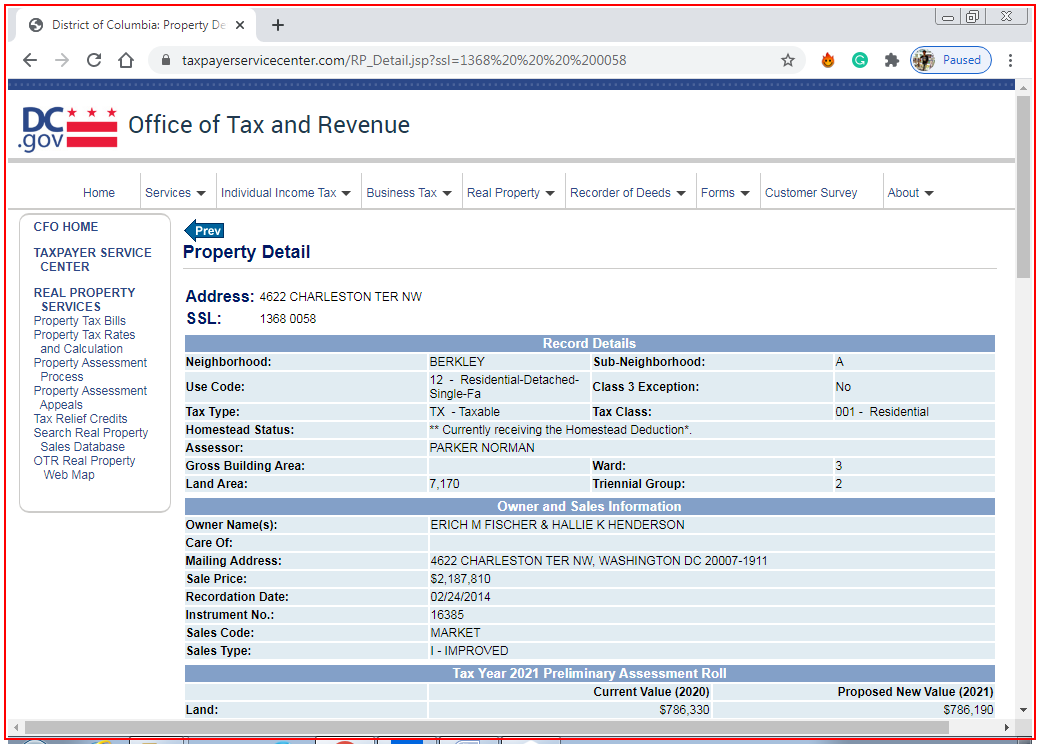 District of Columbia: Property De
taxpayerservicecenter.com/RP_Detail.jsp?ssl=1368%20%20%20%200058
Paused
DC
.gov
Office of Tax and Revenue
Home Services Individual Income Tax Business Tax Real Property Recorder of Deeds Forms Customer Survey About
CFO HOME
TAXPAYER SERVICE
CENTER
REAL PROPERTY
SERVICES
Property Tax Bills
Property Tax Rates
and Calculation
Property Assessment
Process
Property Assessment
Appeals
Tax Relief Credits
Search Real Property
Sales Database
OTR Real Property
Web Map
Prev
Property Detail
Address: 4622 CHARLESTON TER NW
SSL: 1368 0058
Record Details
Neighborhood: BERKLEY Sub-Neighborhood: A
Use Code: 12 - Residential-Detached-
Single-Fa Class 3 Exception: No
Tax Type: TX - Taxable Tax Class: 001 - Residential
Homestead Status: ** Currently receiving the Homestead Deduction*.
Assessor: PARKER NORMAN
Gross Building Area: Ward: 3
Land Area: 7,170 Triennial Group: 2
Owner and Sales Information
Owner Name(s): ERICH M FISCHER & HALLIE K HENDERSON
Care Of:
Mailing Address: 4622 CHARLESTON TER NW, WASHINGTON DC 20007-1911
Sale Price: $2,187,810
Recordation Date: 02/24/2014
Instrument No.: 16385
Sales Code: MARKET
Sales Type: I - IMPROVED
Tax Year 2021 Preliminary Assessment Roll
Current Value (2020) Proposed New Value (2021)
Land: $786,330 $786,190